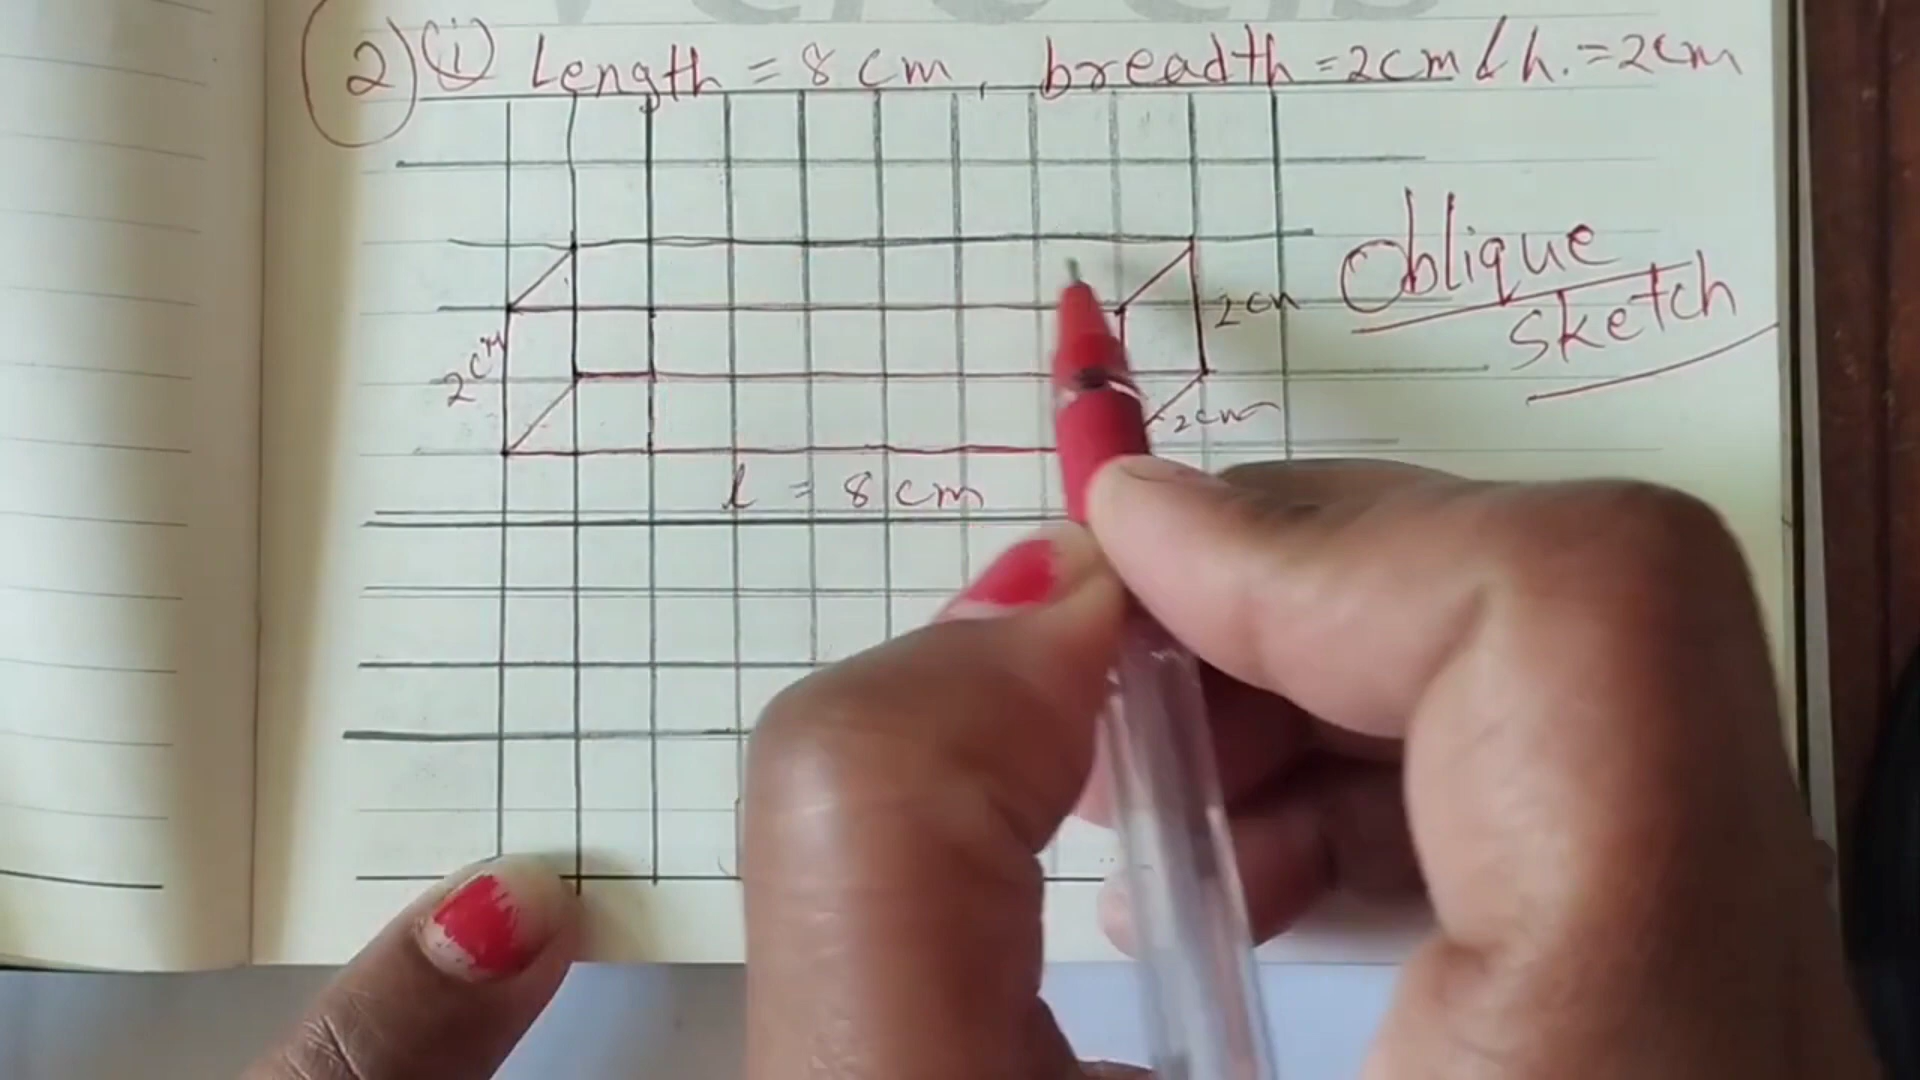 2) (i) Length = 8 cm, breadth = 2cm & h. = 2cm
Oblique
sketch
2cm
2cm
2cm
l = 8 cm